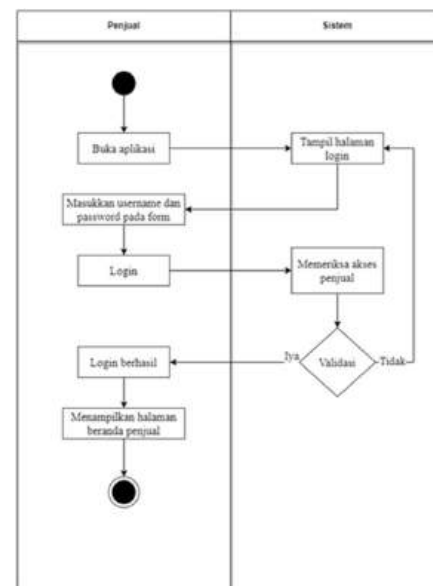 Penjual
Sistem
Buka aplikasi
Tampil halaman
login
Masukkan username dan
password pada form
Login
Memeriksa akses
penjual
Validasi
Iya
Tidak
Login berhasil
Menampilkan halaman
beranda penjual